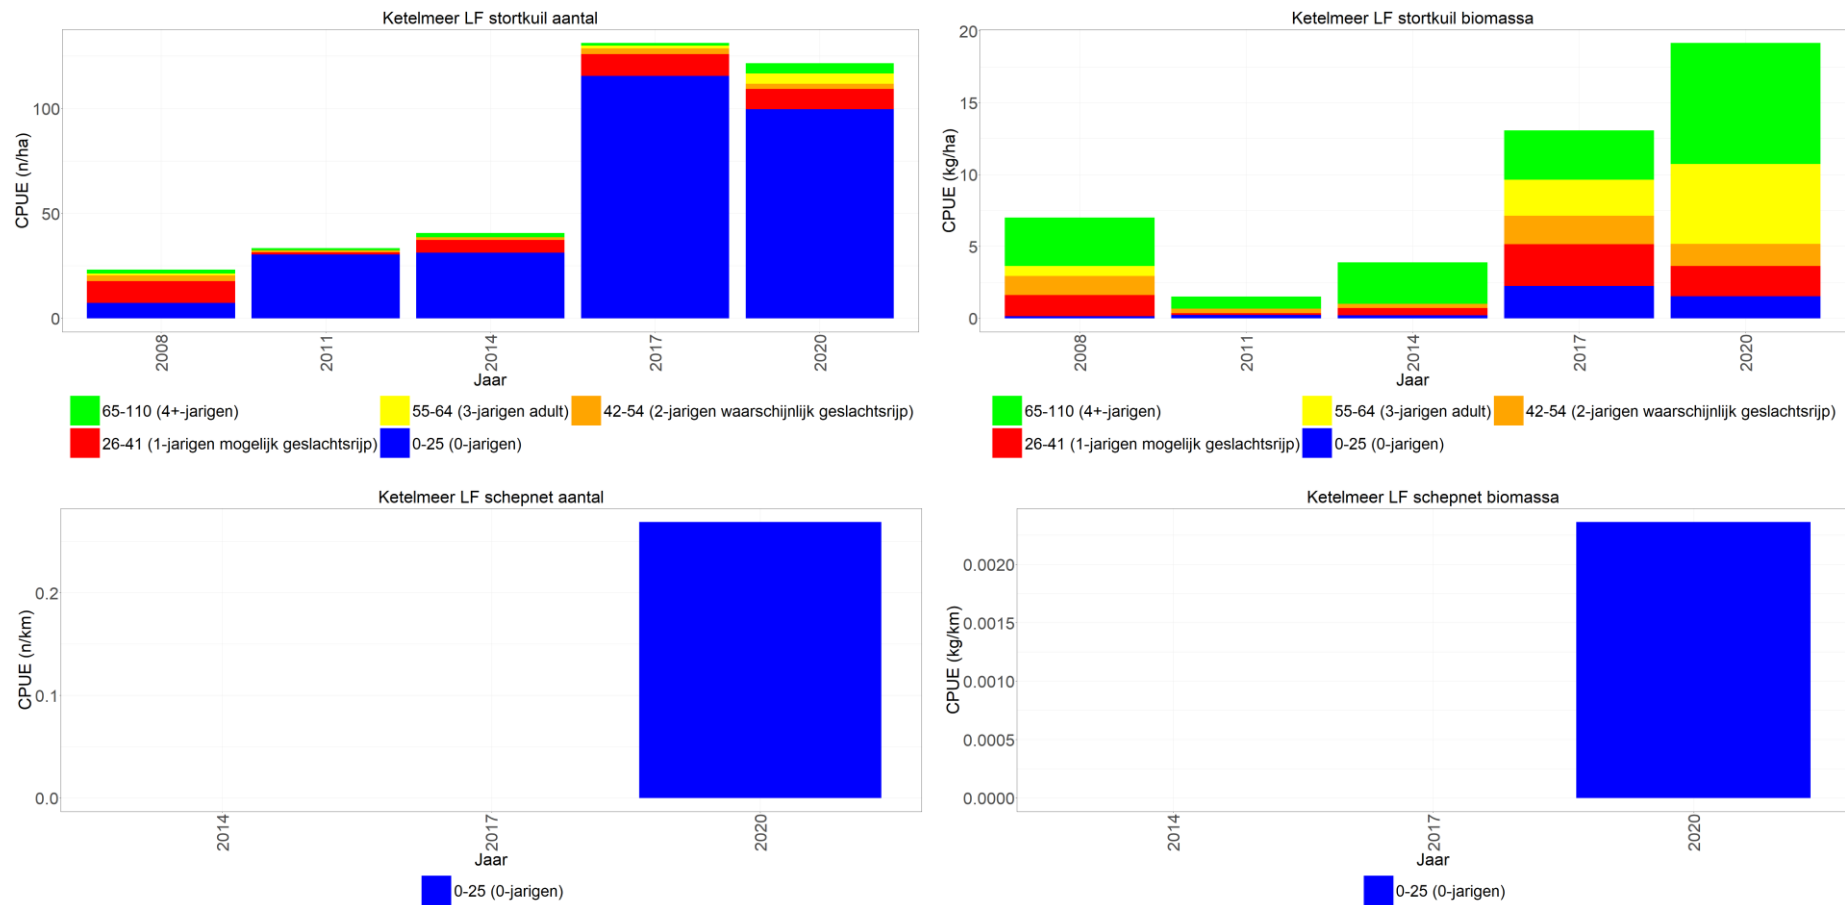 Ketelmeer LF stortkuil aantal
CPUE (n/ha)
100
50
0
2008
2011
2014
2017
2020
Jaar
65-110 (4+-jarigen)
55-64 (3-jarigen adult)
42-54 (2-jarigen waarschijnlijk geslachtsrijp)
26-41 (1-jarigen mogelijk geslachtsrijp)
0-25 (0-jarigen)
Ketelmeer LF stortkuil biomassa
CPUE (kg/ha)
20
15
10
5
0
2008
2011
2014
2017
2020
Jaar
65-110 (4+-jarigen)
55-64 (3-jarigen adult)
42-54 (2-jarigen waarschijnlijk geslachtsrijp)
26-41 (1-jarigen mogelijk geslachtsrijp)
0-25 (0-jarigen)
Ketelmeer LF schepnet aantal
CPUE (n/km)
0.2
0.1
0.0
2014
2017
2020
Jaar
0-25 (0-jarigen)
Ketelmeer LF schepnet biomassa
CPUE (kg/km)
0.0020
0.0015
0.0010
0.0005
0.0000
2014
2017
2020
Jaar
0-25 (0-jarigen)